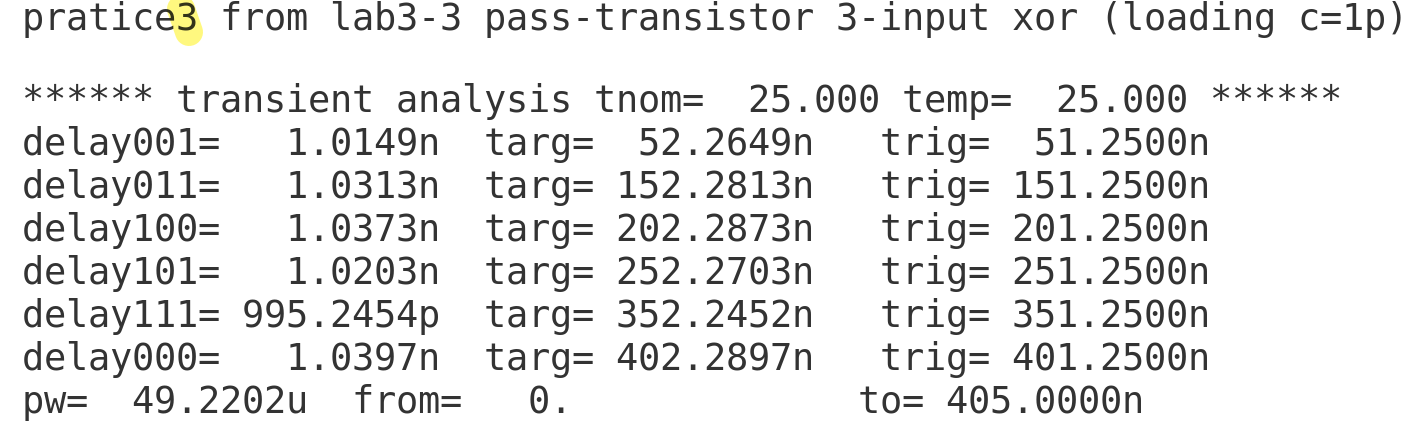 pratice3 from lab3-3 pass-transistor 3-input xor (loading c=1p)
****** transient analysis tnom= 25.000 temp= 25.000 ******
delay001= 1.0149n targ= 52.2649n trig= 51.2500n
delay011= 1.0313n targ= 152.2813n trig= 151.2500n
delay100= 1.0373n targ= 202.2873n trig= 201.2500n
delay101= 1.0203n targ= 252.2703n trig= 251.2500n
delay111= 995.2454p targ= 352.2452n trig= 351.2500n
delay000= 1.0397n targ= 402.2897n trig= 401.2500n
pw= 49.2202u from= 0. to= 405.0000n